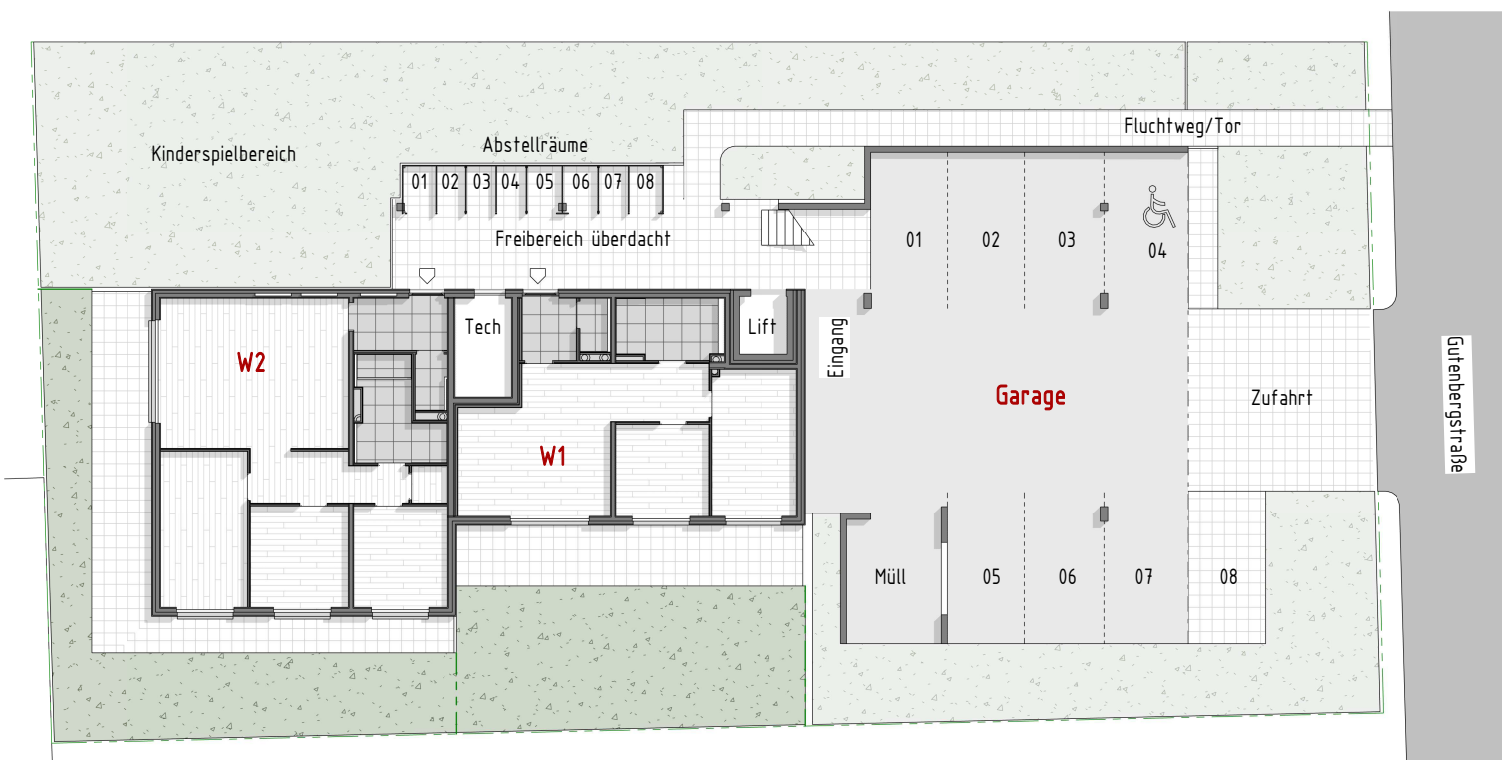 Fluchtweg/Tor
Abstellräume
Kinderspielbereich
01 02 03 04 05 06 07 08
Freibereich überdacht
01 02 03 04
Tech
Lift
Eingang
W2
W1
Garage
Zufahrt
Gutenbergstraße
Müll
05 06 07 08